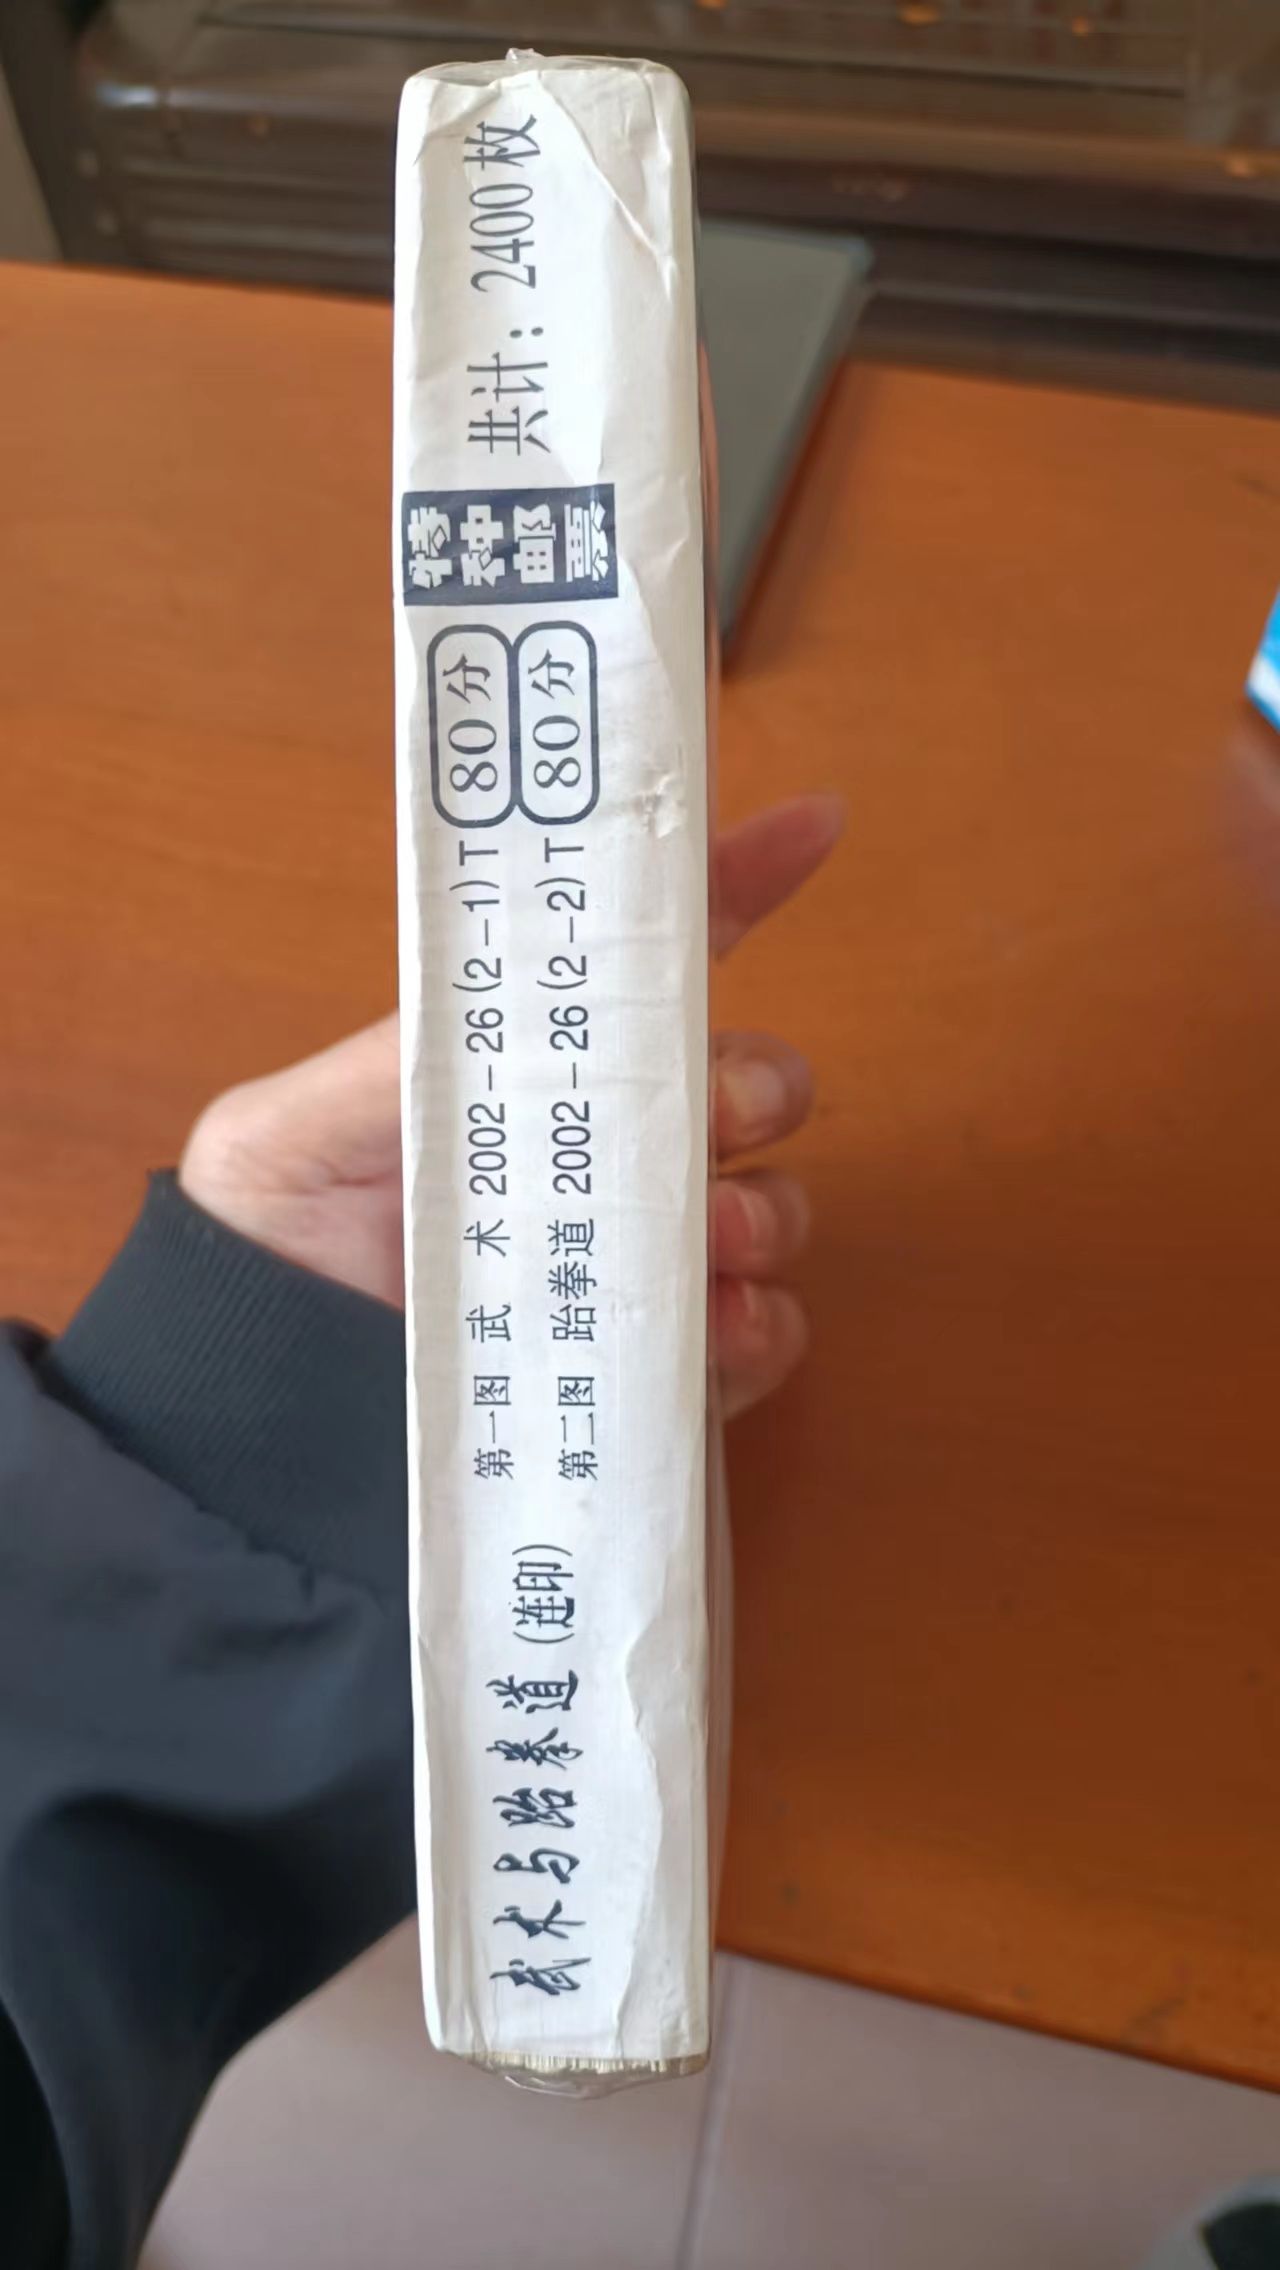 武术与跆拳道 (连印)
第一图 武 术 2002-26(2-1)T 80分
第二图 跆拳道 2002-26(2-2)T 80分
特种邮票
共计：2400枚